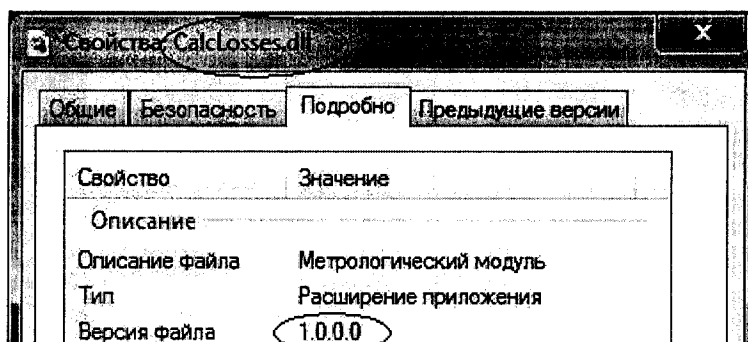 Свойства: CalcLosses.dll
Общие Безопасность Подробно Предыдущие версии
Свойство Значение
Описание
Описание файла Метрологический модуль
Тип Расширение приложения
Версия файла 1.0.0.0